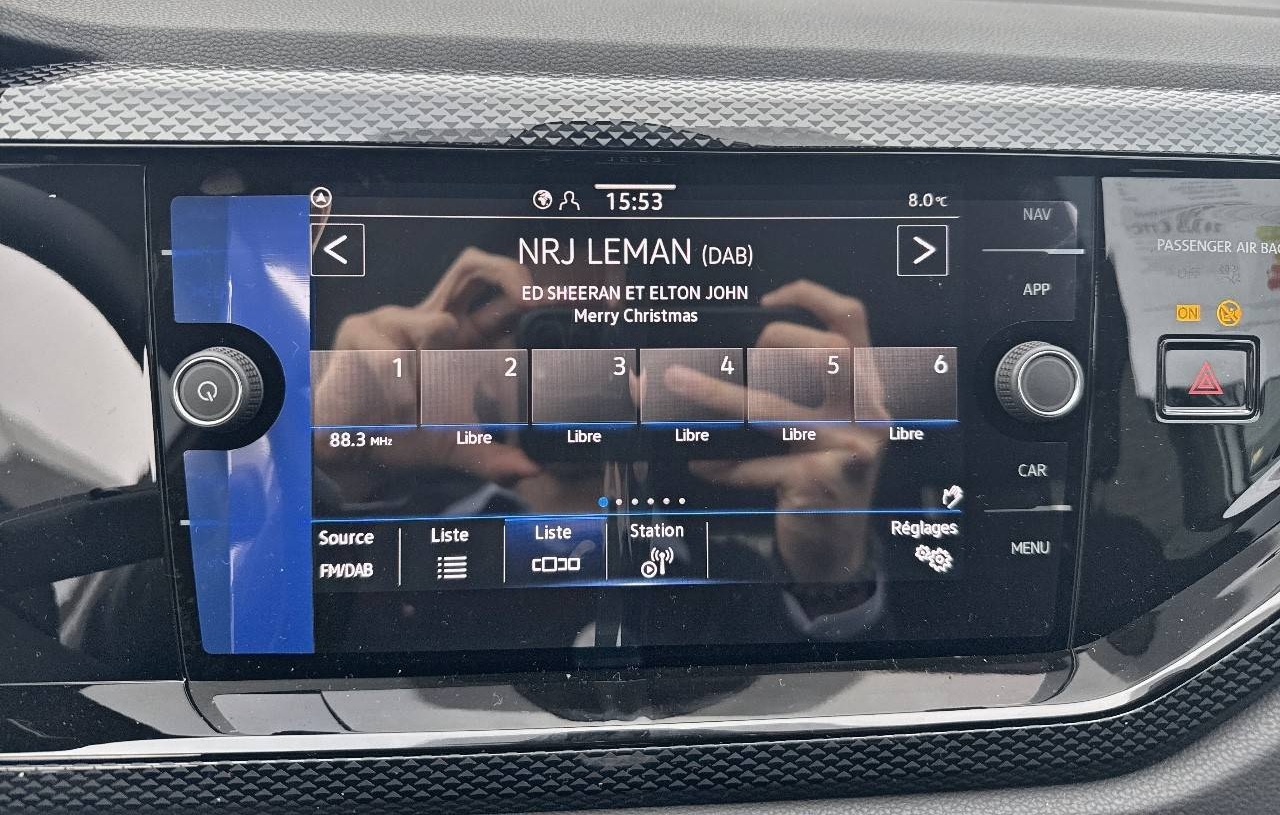 15:53
8.0°C
NAV
<
NRJ LEMAN (DAB)
>
PASSENGER AIR BA
APP
ED SHEERAN ET ELTON JOHN
Merry Christmas
ON
1
2
3
4
5
6
88.3 MHz
Libre
Libre
Libre
Libre
Libre
CAR
Source
FM/DAB
Liste
Liste
Station
Réglages
MENU